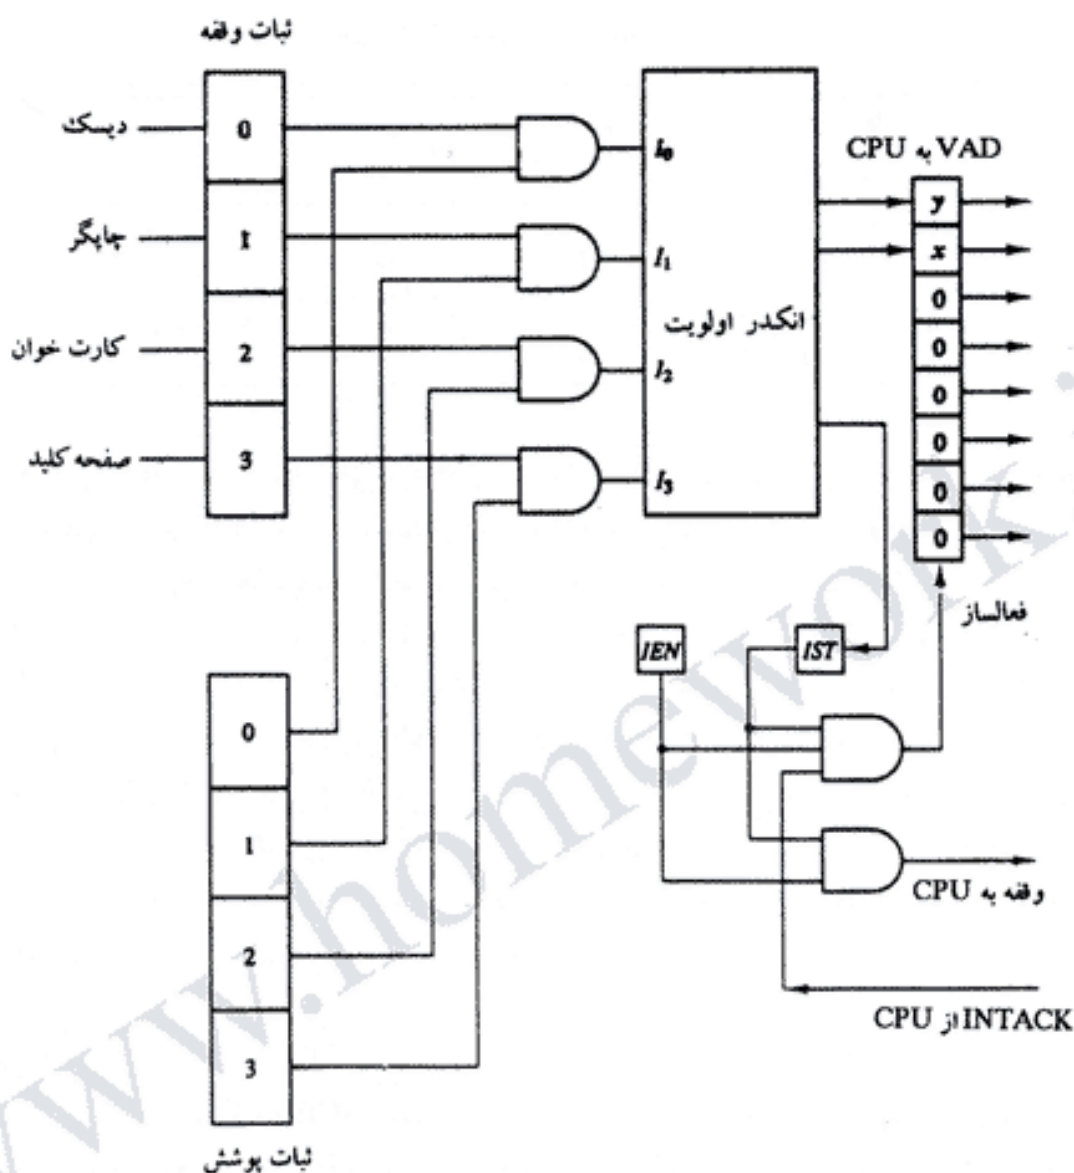 ثبات وقفه
دیسک
0
چاپگر
1
کارت خوان
2
صفحه کلید
3
I0
I1
I2
I3
انکدر اولویت
VAD به CPU
y
x
0
0
0
0
0
0
فعالساز
IEN
IST
وقفه به CPU
INTACK از CPU
0
1
2
3
ثبات پوشش
www.homework.